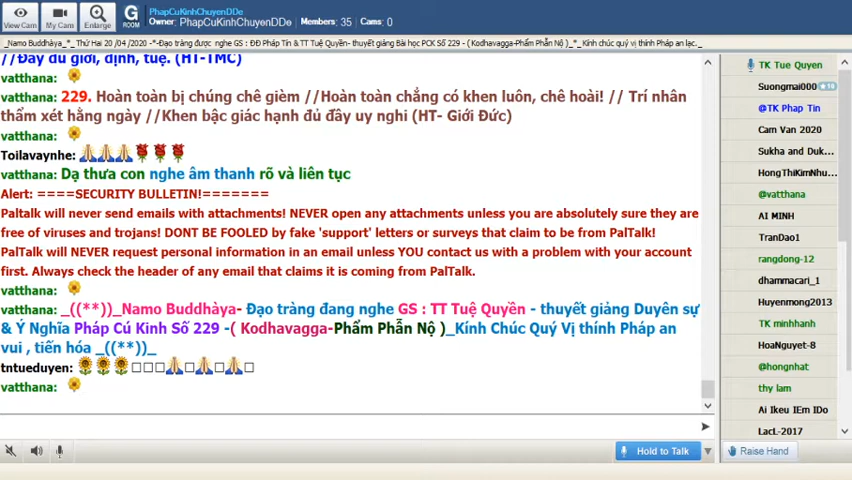 PhapCuKinhChuyenDDe
Owner: PhapCuKinhChuyenDDe Members: 35 Cams: 0
View Cam
My Cam
Enlarge
G
ROOM
_Namo Buddhàya_*_ Thứ Hai 20 /04 /2020 -*-Đạo tràng được nghe GS : ĐĐ Pháp Tín & TT Tuệ Quyền- thuyết giảng Bài học PCK Số 229 - ( Kodhavagga-Phẩm Phẫn Nộ )_*_ Kính chúc quý vị thính Pháp an lạc._
//Đầy đủ giới, định, tuệ. (HT-TMC)
vatthana:
vatthana: 229. Hoàn toàn bị chúng chê gièm //Hoàn toàn chẳng có khen luôn, chê hoài! // Trí nhân
thẩm xét hằng ngày //Khen bậc giác hạnh đủ đầy uy nghi (HT- Giới Đức)
vatthana:
Toilavaynhe:
vatthana: Dạ thưa con nghe âm thanh rõ và liên tục
Alert: ====SECURITY BULLETIN!=======
Paltalk will never send emails with attachments! NEVER open any attachments unless you are absolutely sure they are
free of viruses and trojans! DONT BE FOOLED by fake 'support' letters or surveys that claim to be from PalTalk!
PalTalk will NEVER request personal information in an email unless YOU contact us with a problem with your account
first. Always check the header of any email that claims it is coming from PalTalk.
vatthana:
vatthana: _((**))_Namo Buddhàya- Đạo tràng đang nghe GS : TT Tuệ Quyền - thuyết giảng Duyên sự
& Ý Nghĩa Pháp Cú Kinh Số 229 -( Kodhavagga-Phẩm Phẫn Nộ )_Kính Chúc Quý Vị thính Pháp an
vui , tiến hóa _((**))_
tntueduyen:
vatthana:
Hold to Talk
TK Tue Quyen
Suongmai000 +10
@TK Phap Tin
Cam Van 2020
Sukha and Duk...
HongThiKimNhu...
@vatthana
AI MINH
TranDao1
rangdong-12
dhammacari_1
Huyenmong2013
TK minhhanh
HoaNguyet-8
@hongnhat
thy lam
Ai Ikeu IEm IDo
LacL-2017
Raise Hand